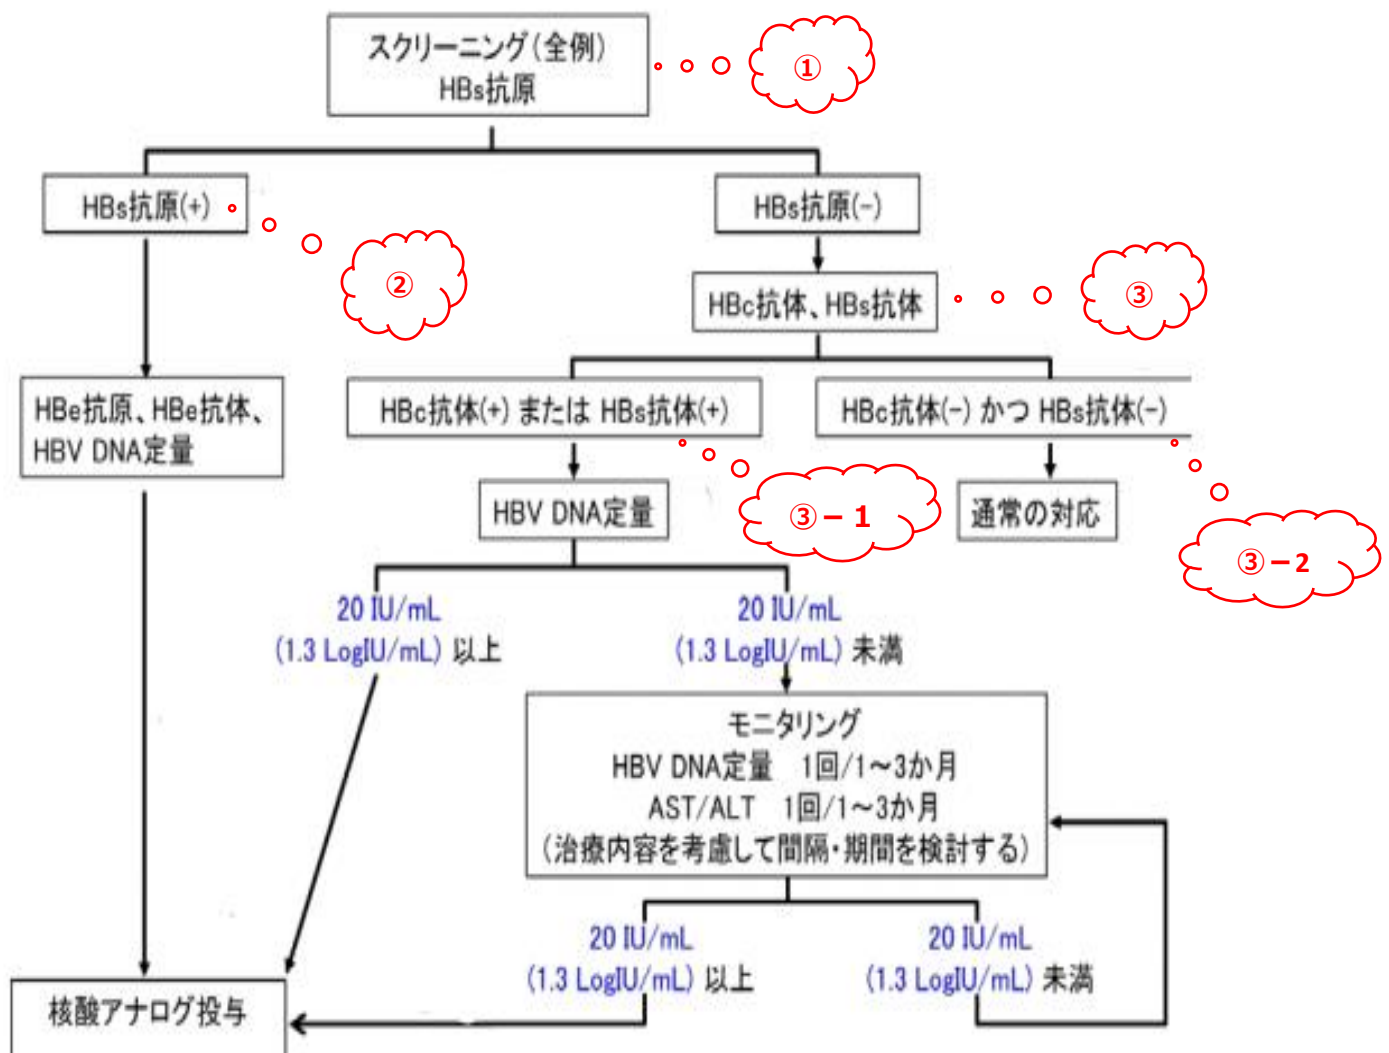 スクリーニング(全例)
HBs抗原
①
HBs抗原(+)
HBs抗原(-)
②
HBc抗体、HBs抗体
③
HBe抗原、HBe抗体、
HBV DNA定量
HBc抗体(+) または HBs抗体(+)
HBc抗体(-) かつ HBs抗体(-)
HBV DNA定量
③-1
通常の対応
③-2
20 IU/mL
(1.3 LogIU/mL) 以上
20 IU/mL
(1.3 LogIU/mL) 未満
モニタリング
HBV DNA定量 1回/1~3か月
AST/ALT 1回/1~3か月
(治療内容を考慮して間隔・期間を検討する)
20 IU/mL
(1.3 LogIU/mL) 以上
20 IU/mL
(1.3 LogIU/mL) 未満
核酸アナログ投与